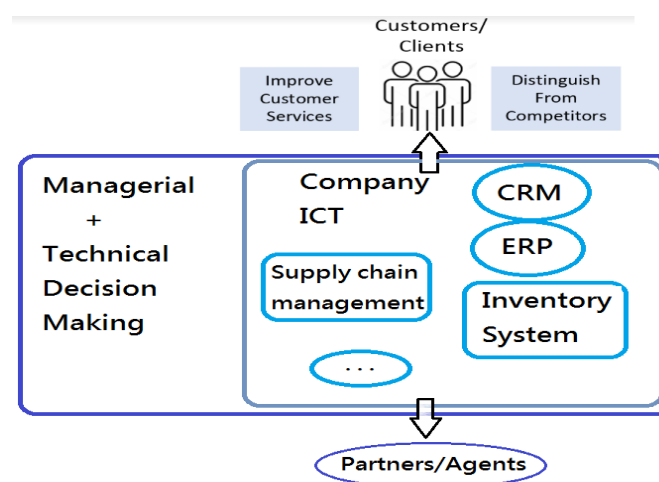 Customers/
Clients
Improve
Customer
Services
Distinguish
From
Competitors
Managerial
+
Technical
Decision
Making
Company
ICT
CRM
ERP
Supply chain
management
Inventory
System
...
Partners/Agents